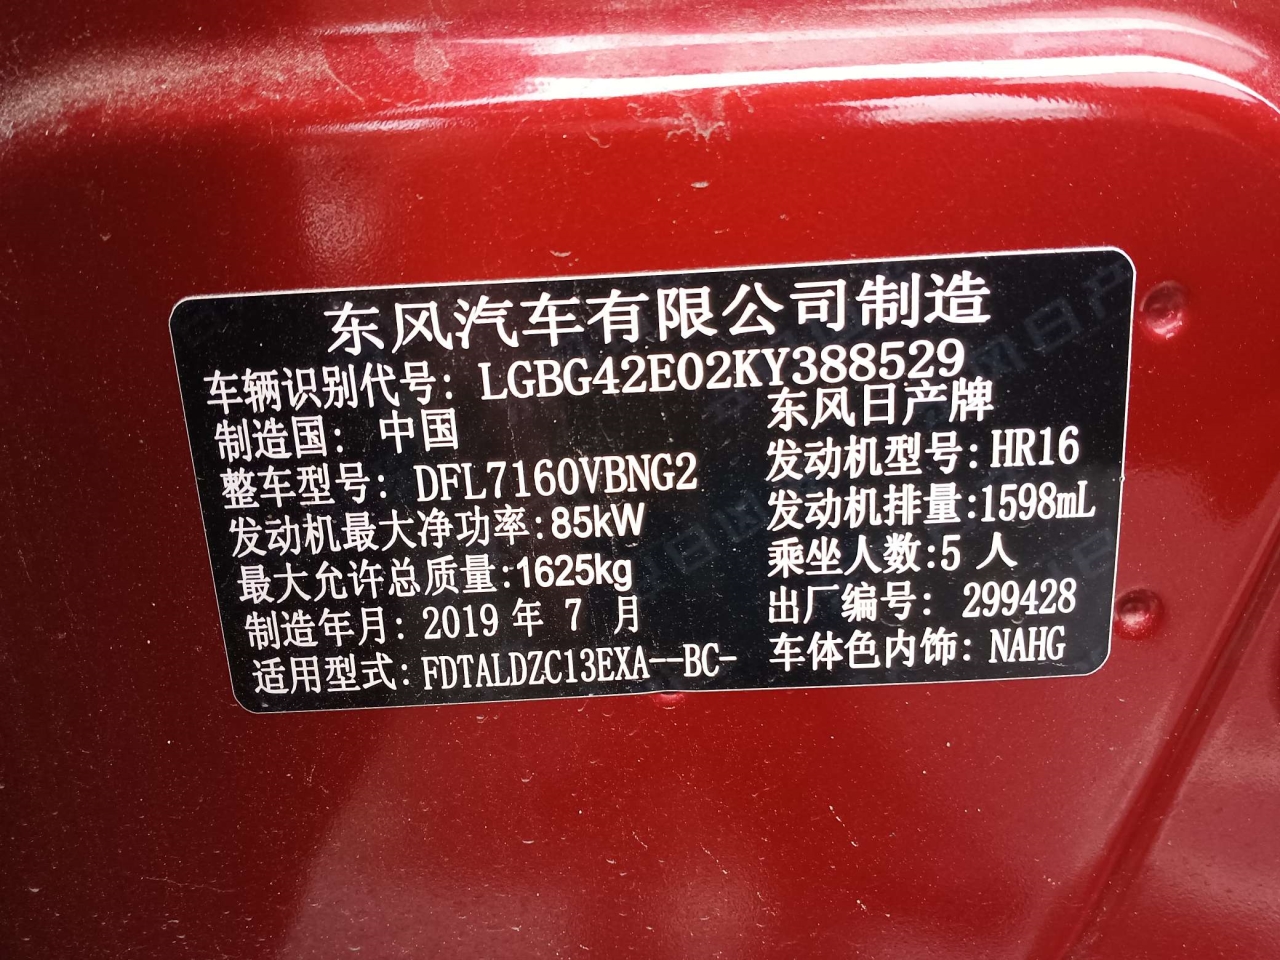 东风汽车有限公司制造
车辆识别代号：LGBG42E02KY388529
制造国：中国 东风日产牌
整车型号：DFL7160VBNG2 发动机型号:HR16
发动机最大净功率:85kW 发动机排量:1598mL
最大允许总质量:1625kg 乘坐人数:5 人
制造年月：2019 年 7 月 出厂编号：299428
适用型式:FDTALDZC13EXA--BC- 车体色内饰:NAHG